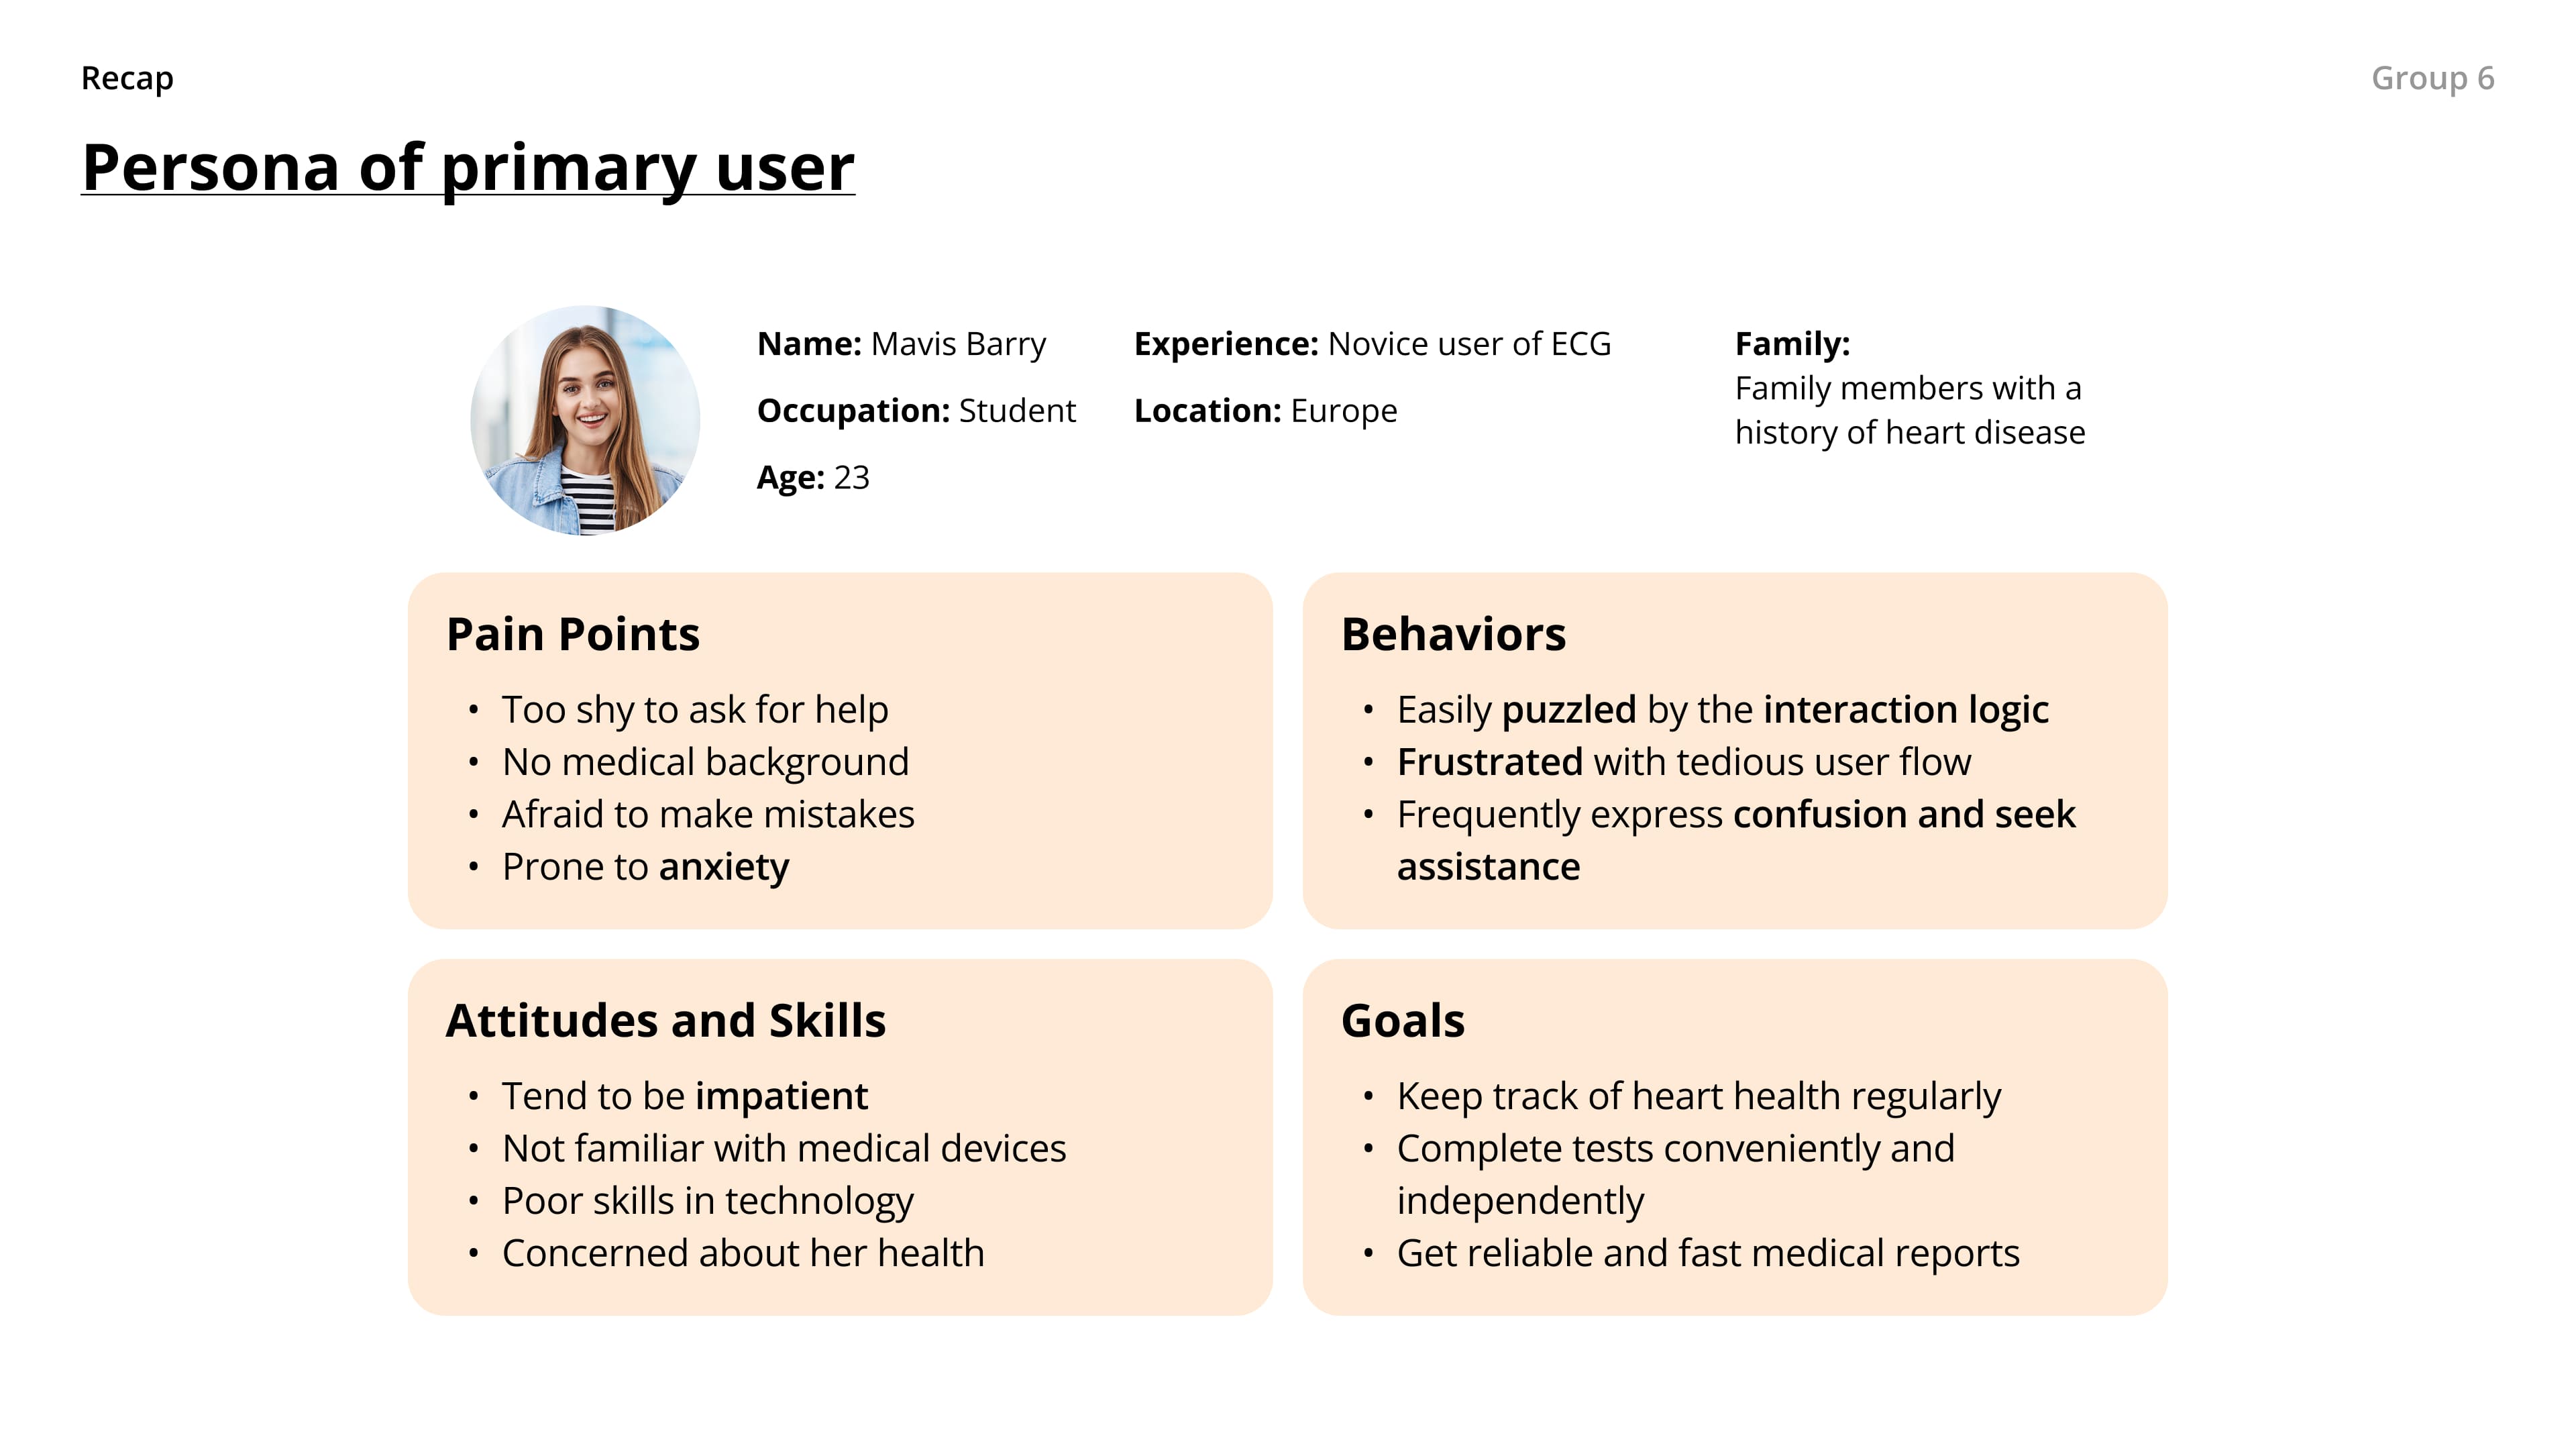 Recap
Group 6
Persona of primary user
Name: Mavis Barry
Occupation: Student
Age: 23
Experience: Novice user of ECG
Location: Europe
Family:
Family members with a
history of heart disease
Pain Points
• Too shy to ask for help
• No medical background
• Afraid to make mistakes
• Prone to anxiety
Behaviors
• Easily puzzled by the interaction logic
• Frustrated with tedious user flow
• Frequently express confusion and seek
assistance
Attitudes and Skills
• Tend to be impatient
• Not familiar with medical devices
• Poor skills in technology
• Concerned about her health
Goals
• Keep track of heart health regularly
• Complete tests conveniently and
independently
• Get reliable and fast medical reports